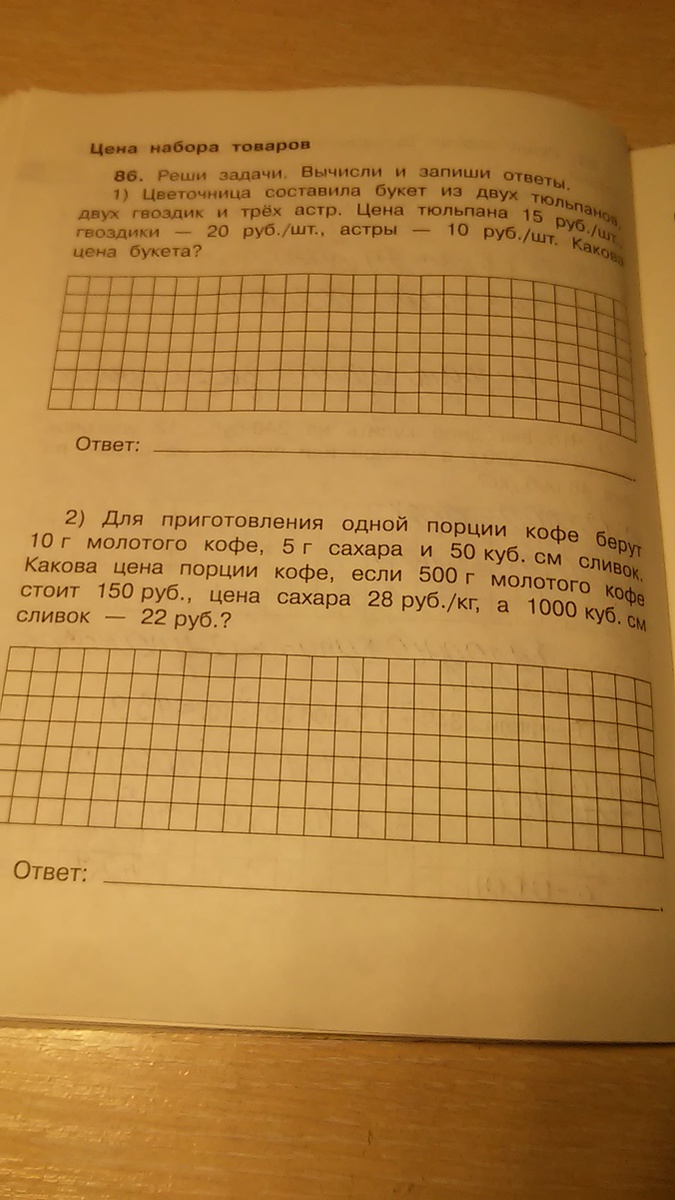 Цена набора товаров
86. Реши задачи. Вычисли и запиши ответы.
1) Цветочница составила букет из двух тюльпанов,
двух гвоздик и трёх астр. Цена тюльпана 15 руб./шт.,
гвоздики — 20 руб./шт., астры — 10 руб./шт. Какова
цена букета?
Ответ:
2) Для приготовления одной порции кофе берут
10 г молотого кофе, 5 г сахара и 50 куб. см сливок.
Какова цена порции кофе, если 500 г молотого кофе
стоит 150 руб., цена сахара 28 руб./кг, а 1000 куб. см
сливок — 22 руб.?
Ответ: